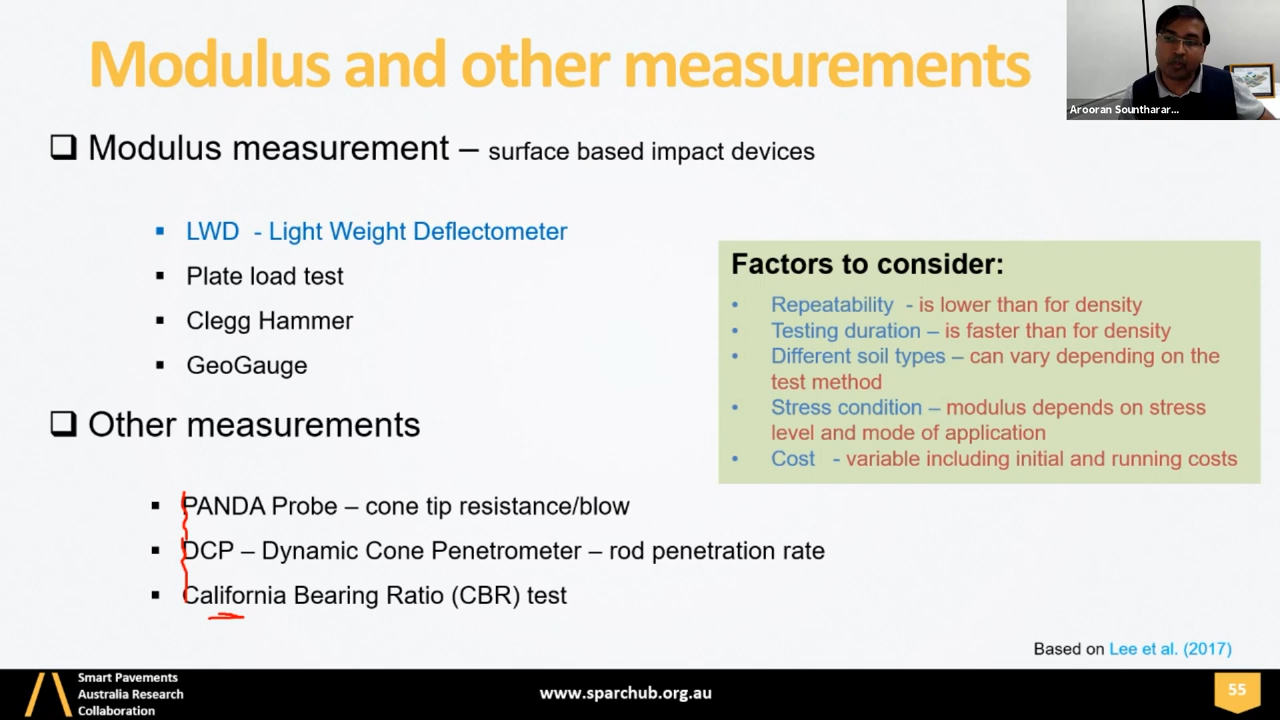 Modulus and other measurements
Arooran Sounтharar...
❑ Modulus measurement – surface based impact devices
▪ LWD - Light Weight Deflectometer
▪ Plate load test
▪ Clegg Hammer
▪ GeoGauge
Factors to consider:
• Repeatability - is lower than for density
• Testing duration – is faster than for density
• Different soil types – can vary depending on the
test method
• Stress condition – modulus depends on stress
level and mode of application
• Cost - variable including initial and running costs
❑ Other measurements
▪ PANDA Probe – cone tip resistance/blow
▪ DCP – Dynamic Cone Penetrometer – rod penetration rate
▪ California Bearing Ratio (CBR) test
Based on Lee et al. (2017)
Smart Pavements
Australia Research
Collaboration
www.sparchub.org.au
55